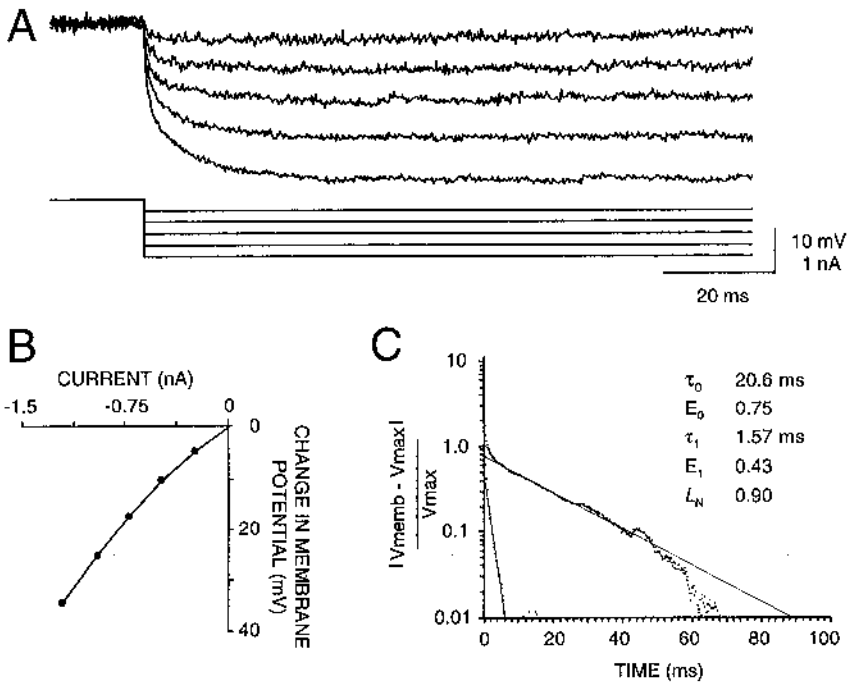 A
10 mV
1 nA
20 ms
B
CURRENT (nA)
-1.5
-0.75
0
0
20
40
CHANGE IN MEMBRANE
POTENTIAL (mV)
C
10
1.0
0.1
0.01
| Vmemb - Vmax |
Vmax
τ₀ 20.6 ms
E₀ 0.75
τ₁ 1.57 ms
E₁ 0.43
L_N 0.90
0
20
40
60
80
100
TIME (ms)